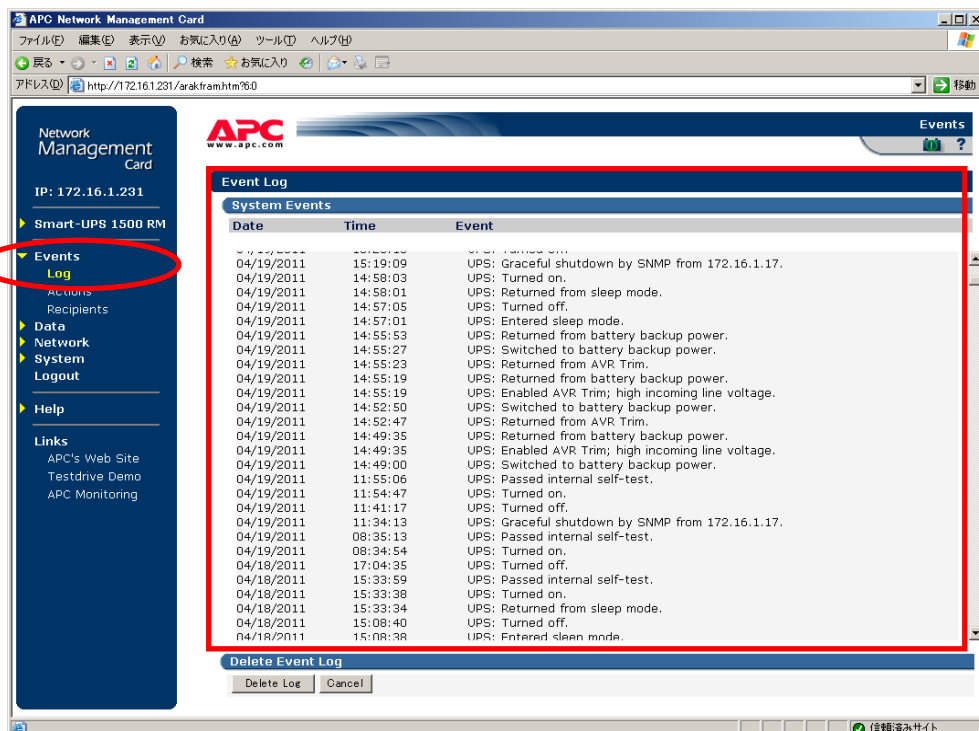 APC Network Management Card
ファイル(F) 編集(E) 表示(V) お気に入り(A) ツール(T) ヘルプ(H)
戻る 検索 お気に入り
アドレス(D) http://172.16.1.231/arakfram.htm?6:0 移動
Network
Management
Card
IP: 172.16.1.231
Smart-UPS 1500 RM
Events
Log
Actions
Recipients
Data
Network
System
Logout
Help
Links
APC's Web Site
Testdrive Demo
APC Monitoring
APC
www.apc.com
Events
?
Event Log
System Events
Date Time Event
04/19/2011 15:19:09 UPS: Graceful shutdown by SNMP from 172.16.1.17.
04/19/2011 14:58:03 UPS: Turned on.
04/19/2011 14:58:01 UPS: Returned from sleep mode.
04/19/2011 14:57:05 UPS: Turned off.
04/19/2011 14:57:01 UPS: Entered sleep mode.
04/19/2011 14:55:53 UPS: Returned from battery backup power.
04/19/2011 14:55:27 UPS: Switched to battery backup power.
04/19/2011 14:55:23 UPS: Returned from AVR Trim.
04/19/2011 14:55:19 UPS: Returned from battery backup power.
04/19/2011 14:55:19 UPS: Enabled AVR Trim; high incoming line voltage.
04/19/2011 14:52:50 UPS: Switched to battery backup power.
04/19/2011 14:52:47 UPS: Returned from AVR Trim.
04/19/2011 14:49:35 UPS: Returned from battery backup power.
04/19/2011 14:49:35 UPS: Enabled AVR Trim; high incoming line voltage.
04/19/2011 14:49:00 UPS: Switched to battery backup power.
04/19/2011 11:55:06 UPS: Passed internal self-test.
04/19/2011 11:54:47 UPS: Turned on.
04/19/2011 11:41:17 UPS: Turned off.
04/19/2011 11:34:13 UPS: Graceful shutdown by SNMP from 172.16.1.17.
04/19/2011 08:35:13 UPS: Passed internal self-test.
04/19/2011 08:34:54 UPS: Turned on.
04/18/2011 17:04:35 UPS: Turned off.
04/18/2011 15:33:59 UPS: Passed internal self-test.
04/18/2011 15:33:38 UPS: Turned on.
04/18/2011 15:33:34 UPS: Returned from sleep mode.
04/18/2011 15:08:40 UPS: Turned off.
04/18/2011 15:08:38 UPS: Entered sleep mode.
Delete Event Log
Delete Log Cancel
信頼済みサイト